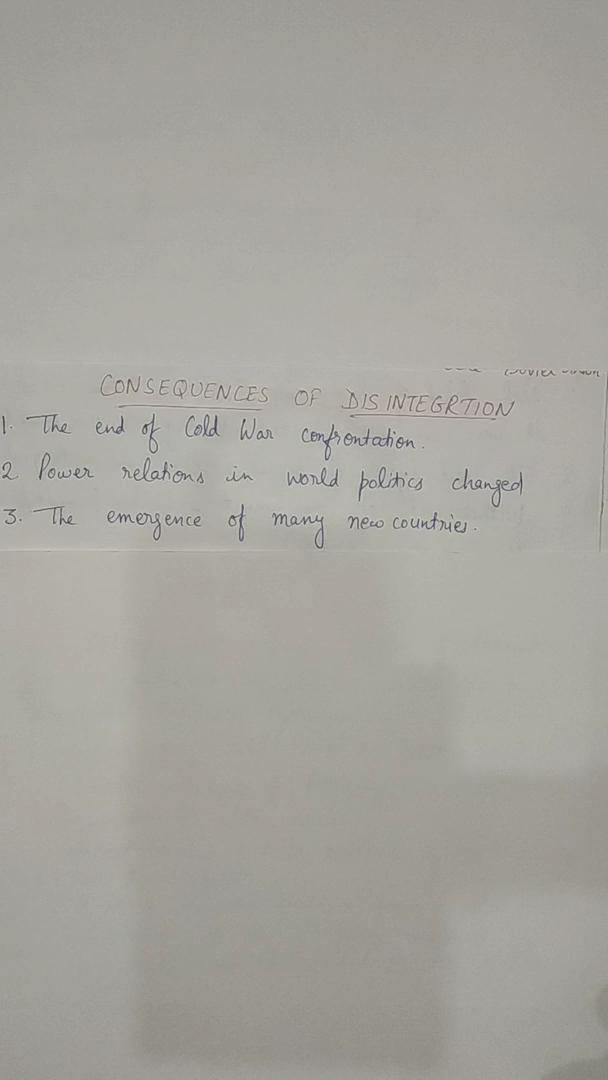 CONSEQUENCES OF DISINTEGRTION
1. The end of Cold War confrontation.
2 Power relations in world politics changed
3. The emergence of many new countries.